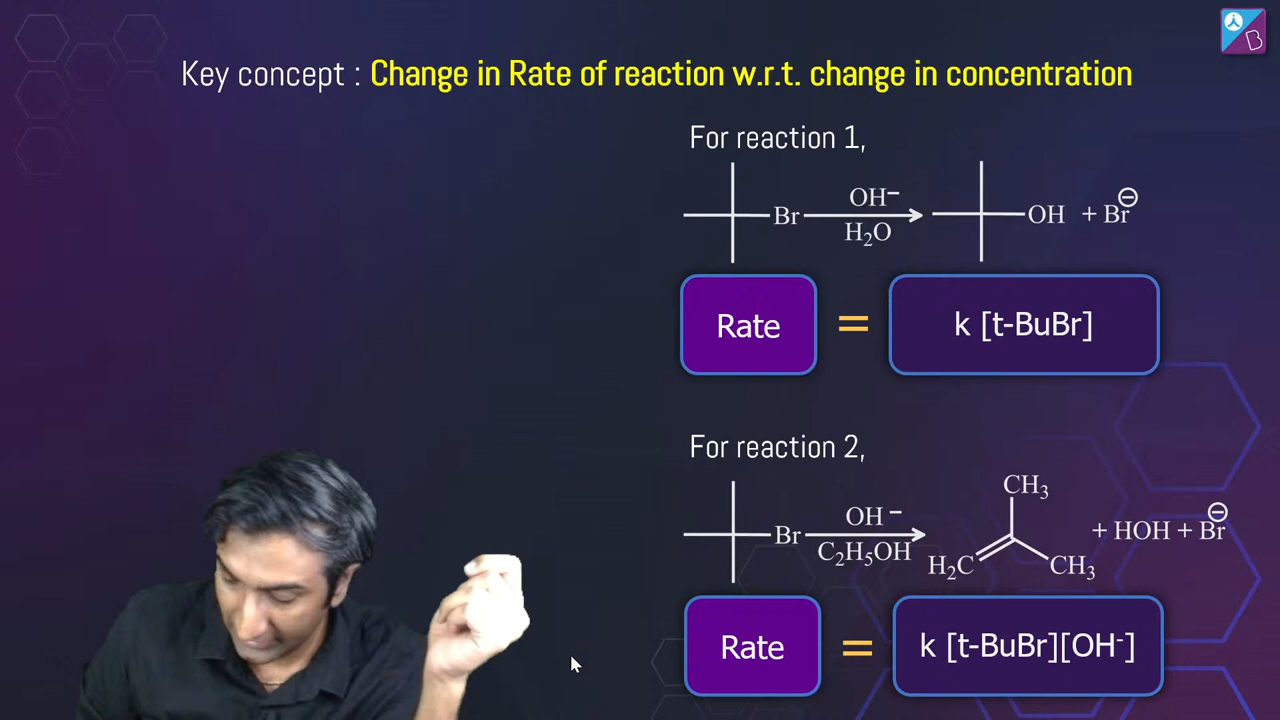 Key concept : Change in Rate of reaction w.r.t. change in concentration
For reaction 1,
Br
OH⁻
H₂O
OH + Br⊖
Rate = k [t-BuBr]
For reaction 2,
Br
OH⁻
C₂H₅OH
CH₃
H₂C
CH₃
+ HOH + Br⊖
Rate = k [t-BuBr][OH⁻]
B